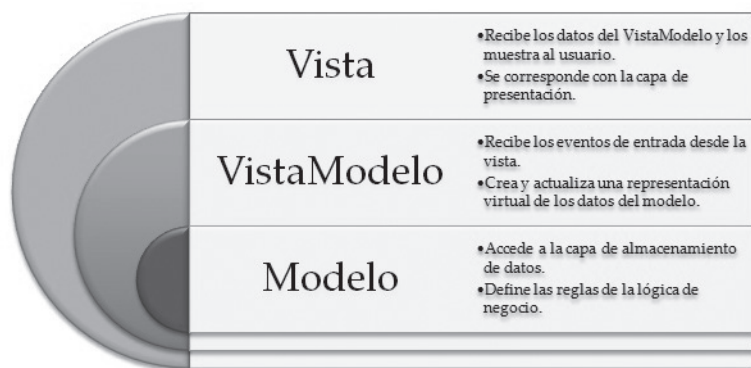 Vista
•Recibe los datos del VistaModelo y los
muestra al usuario.
•Se corresponde con la capa de
presentación.
VistaModelo
•Recibe los eventos de entrada desde la
vista.
•Crea y actualiza una representación
virtual de los datos del modelo.
Modelo
•Accede a la capa de almacenamiento
de datos.
•Define las reglas de la lógica de
negocio.